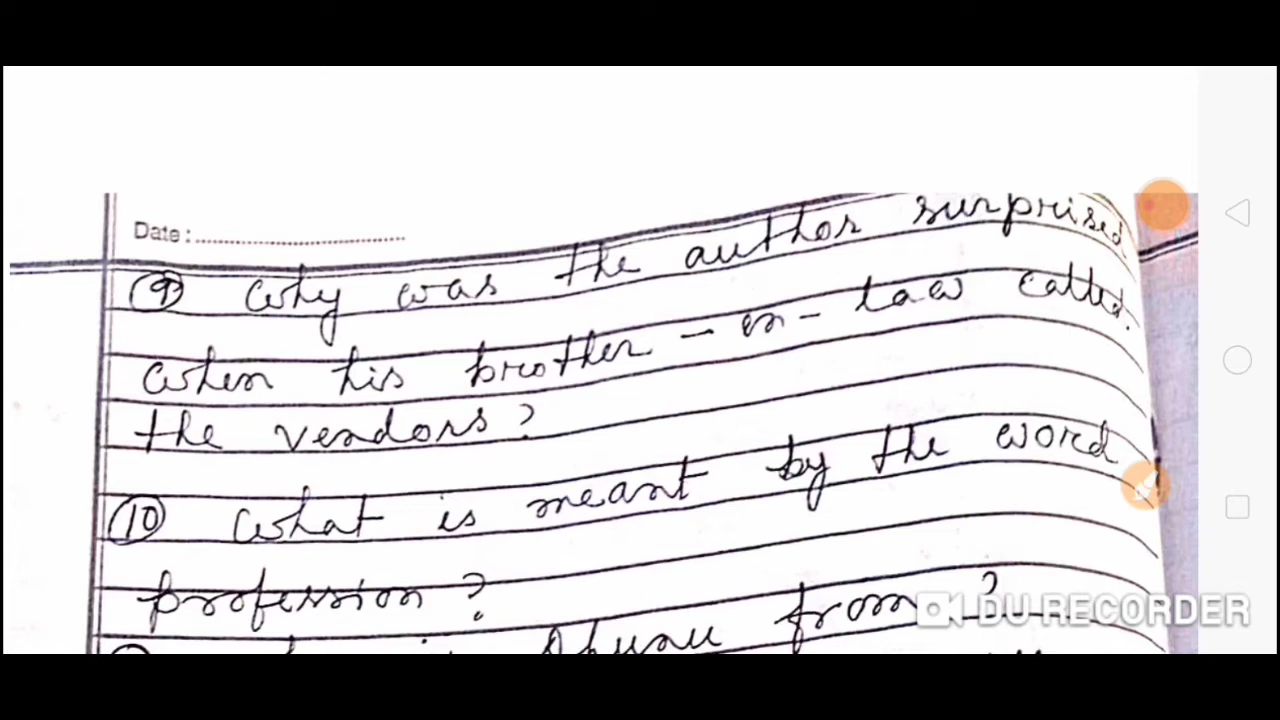 Date :
⑨ Why was the author surprised
when his brother-in-law called
the vendors?
⑩ What is meant by the word
profession?
from?
DU RECORDER